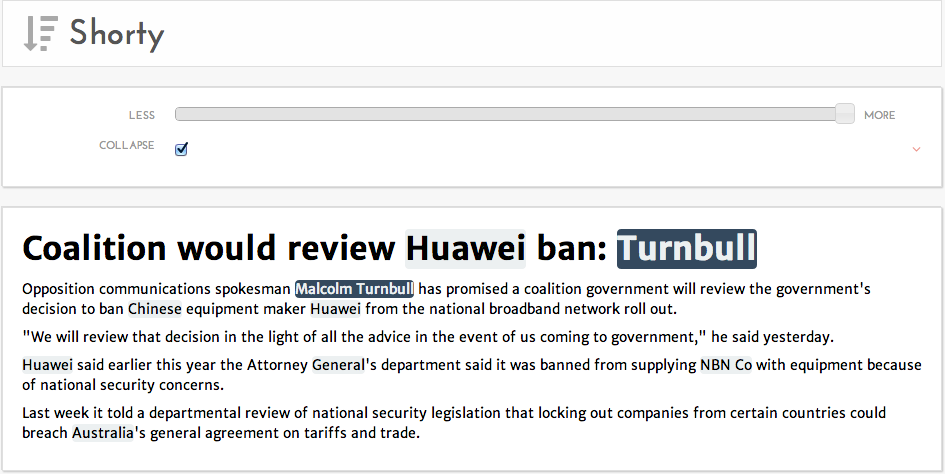 Shorty
LESS
MORE
COLLAPSE
Coalition would review Huawei ban: Turnbull
Opposition communications spokesman Malcolm Turnbull has promised a coalition government will review the government's
decision to ban Chinese equipment maker Huawei from the national broadband network roll out.
"We will review that decision in the light of all the advice in the event of us coming to government," he said yesterday.
Huawei said earlier this year the Attorney General's department said it was banned from supplying NBN Co with equipment because
of national security concerns.
Last week it told a departmental review of national security legislation that locking out companies from certain countries could
breach Australia's general agreement on tariffs and trade.